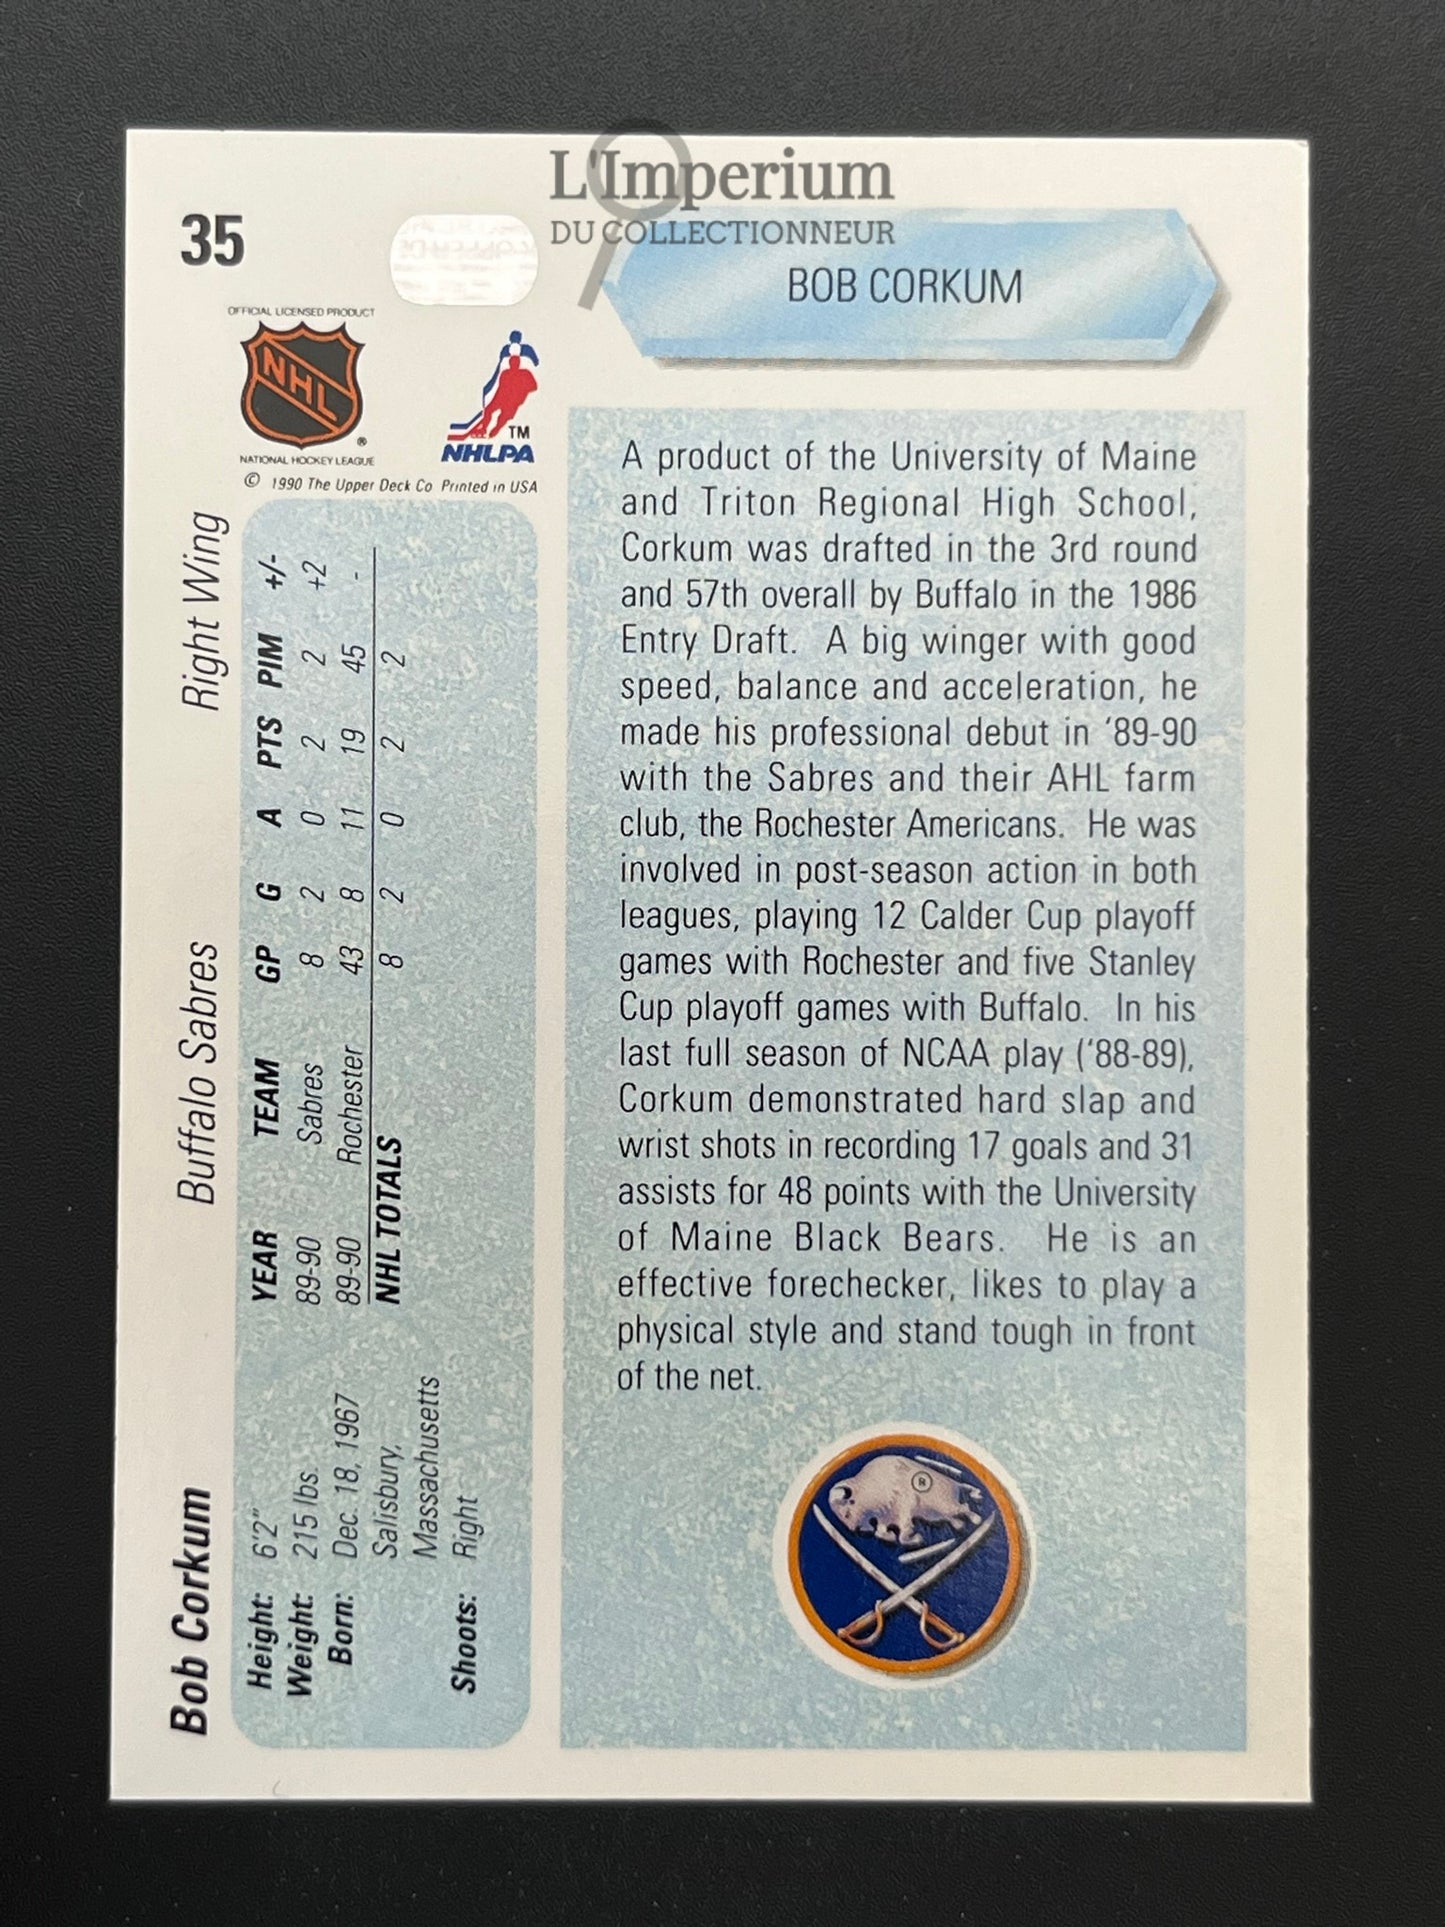 L'Imperium
DU COLLECTIONNEUR
35
BOB CORKUM
OFFICIAL LICENSED PRODUCT
NHL
®
NATIONAL HOCKEY LEAGUE
TM
NHLPA
© 1990 The Upper Deck Co Printed in USA
Bob Corkum Buffalo Sabres Right Wing
Height: 6'2"
Weight: 215 lbs.
Born: Dec. 18, 1967
Salisbury,
Massachusetts
Shoots: Right
YEAR TEAM GP G A PTS PIM +/-
89-90 Sabres 8 2 0 2 2 +2
89-90 Rochester 43 8 11 19 45 -
NHL TOTALS 8 2 0 2 2
A product of the University of Maine
and Triton Regional High School,
Corkum was drafted in the 3rd round
and 57th overall by Buffalo in the 1986
Entry Draft. A big winger with good
speed, balance and acceleration, he
made his professional debut in '89-90
with the Sabres and their AHL farm
club, the Rochester Americans. He was
involved in post-season action in both
leagues, playing 12 Calder Cup playoff
games with Rochester and five Stanley
Cup playoff games with Buffalo. In his
last full season of NCAA play ('88-89),
Corkum demonstrated hard slap and
wrist shots in recording 17 goals and 31
assists for 48 points with the University
of Maine Black Bears. He is an
effective forechecker, likes to play a
physical style and stand tough in front
of the net.
®